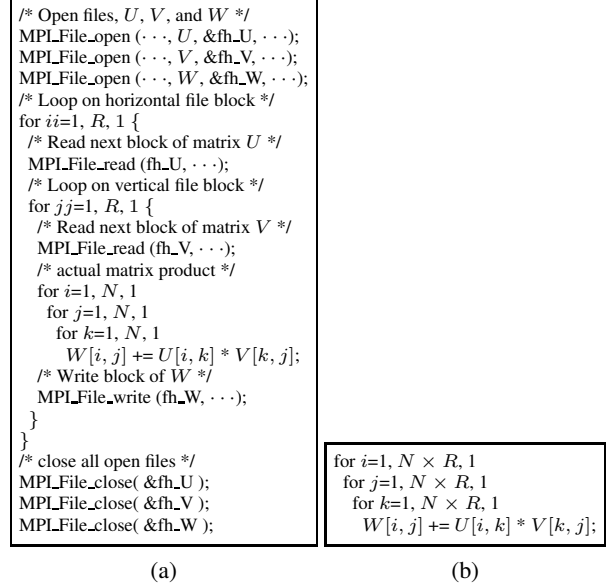 /* Open files, U, V, and W */
MPI_File_open (· · ·, U, &fh_U, · · ·);
MPI_File_open (· · ·, V, &fh_V, · · ·);
MPI_File_open (· · ·, W, &fh_W, · · ·);
/* Loop on horizontal file block */
for ii=1, R, 1 {
/* Read next block of matrix U */
MPI_File_read (fh_U, · · ·);
/* Loop on vertical file block */
for jj=1, R, 1 {
/* Read next block of matrix V */
MPI_File_read (fh_V, · · ·);
/* actual matrix product */
for i=1, N, 1
for j=1, N, 1
for k=1, N, 1
W[i, j] += U[i, k] * V[k, j];
/* Write block of W */
MPI_File_write (fh_W, · · ·);
}
}
/* close all open files */
MPI_File_close( &fh_U );
MPI_File_close( &fh_V );
MPI_File_close( &fh_W );
(a)
for i=1, N × R, 1
for j=1, N × R, 1
for k=1, N × R, 1
W[i, j] += U[i, k] * V[k, j];
(b)